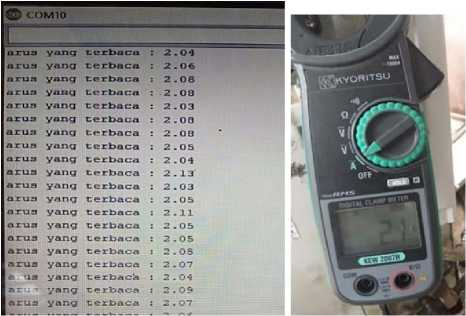 COM10
arus yang terbaca : 2.04
arus yang terbaca : 2.06
arus yang terbaca : 2.08
arus yang terbaca : 2.08
arus yang terbaca : 2.03
arus yang terbaca : 2.08
arus yang terbaca : 2.08
arus yang terbaca : 2.05
arus yang terbaca : 2.04
arus yang terbaca : 2.13
arus yang terbaca : 2.03
arus yang terbaca : 2.05
arus yang terbaca : 2.11
arus yang terbaca : 2.05
arus yang terbaca : 2.05
arus yang terbaca : 2.08
arus yang terbaca : 2.07
arus yang terbaca : 2.04
arus yang terbaca : 2.09
arus yang terbaca : 2.07
arus yang terbaca :
MAX
KYORITSU
Ω
V
V
A
OFF
RMS
DIGITAL CLAMP METER
KEW 2007R
COM